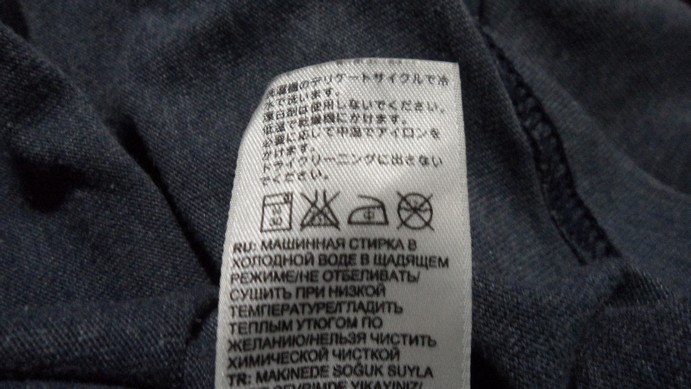 洗濯機のデリケートサイクルで冷
水で洗います。
漂白剤は使用しないでください。
低温で乾燥機にかけます。
必要に応じて中温でアイロンを
かけます。
ドライクリーニングに出さない
でください。
RU: МАШИННАЯ СТИРКА В
ХОЛОДНОЙ ВОДЕ В ЩАДЯЩЕМ
РЕЖИМЕ/НЕ ОТБЕЛИВАТЬ/
СУШИТЬ ПРИ НИЗКОЙ
ТЕМПЕРАТУРЕ/ГЛАДИТЬ
ТЕПЛЫМ УТЮГОМ ПО
ЖЕЛАНИЮ/НЕЛЬЗЯ ЧИСТИТЬ
ХИМИЧЕСКОЙ ЧИСТКОЙ
TR: MAKINEDE SOĞUK SUYLA
YIKAYINIZ/